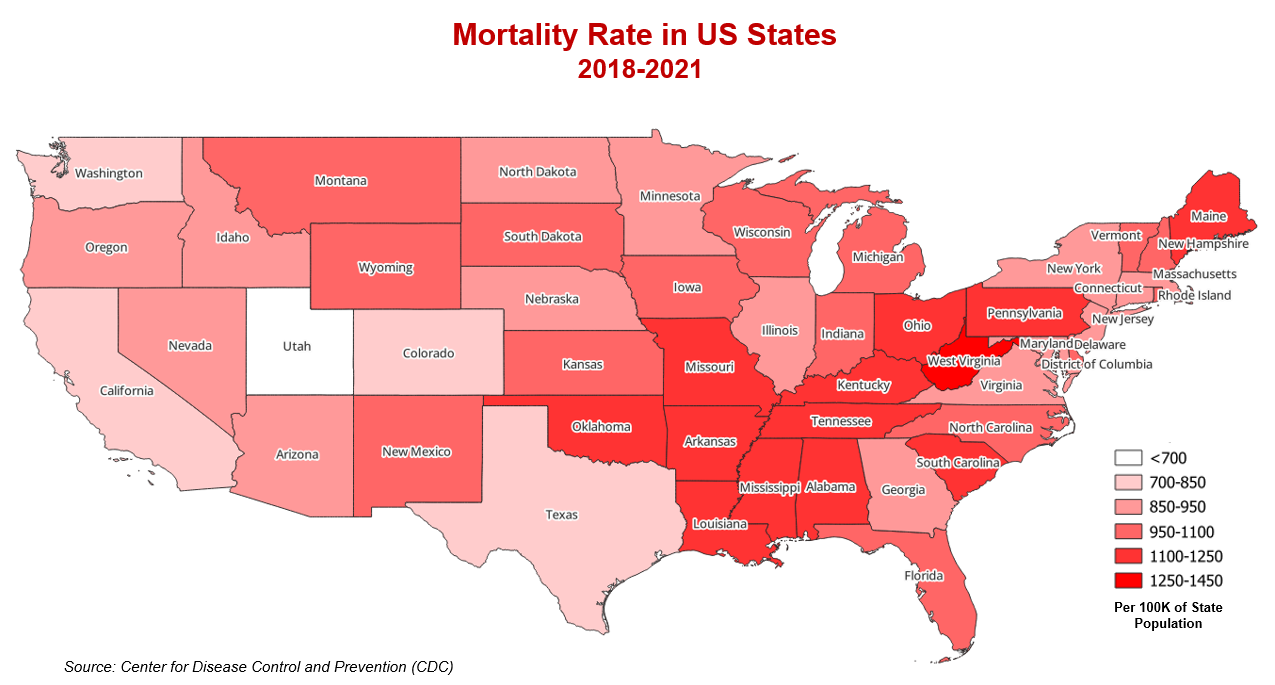 Mortality Rate in US States
2018-2021
Washington
Montana
North Dakota
Minnesota
Maine
Oregon
Idaho
Wyoming
South Dakota
Wisconsin
Michigan
Vermont
New Hampshire
New York
Massachusetts
Connecticut
Rhode Island
Nebraska
Iowa
Illinois
Indiana
Ohio
Pennsylvania
New Jersey
Nevada
Utah
Colorado
Kansas
Missouri
West Virginia
Maryland
Delaware
District of Columbia
California
Kentucky
Virginia
Arizona
New Mexico
Oklahoma
Arkansas
Tennessee
North Carolina
South Carolina
Texas
Louisiana
Mississippi
Alabama
Georgia
Florida
<700
700-850
850-950
950-1100
1100-1250
1250-1450
Per 100K of State
Population
Source: Center for Disease Control and Prevention (CDC)